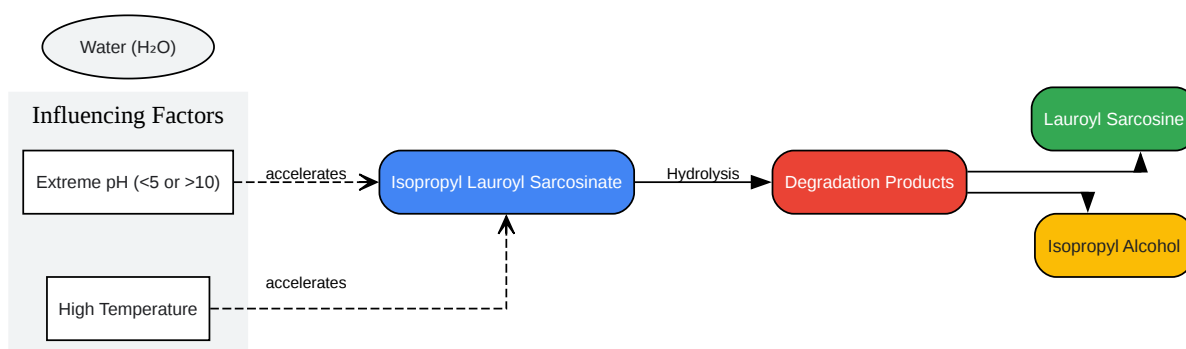 Water (H₂O)
Influencing Factors
Extreme pH (<5 or >10)
accelerates
Isopropyl Lauroyl Sarcosinate
Hydrolysis
Degradation Products
Lauroyl Sarcosine
Isopropyl Alcohol
accelerates
High Temperature